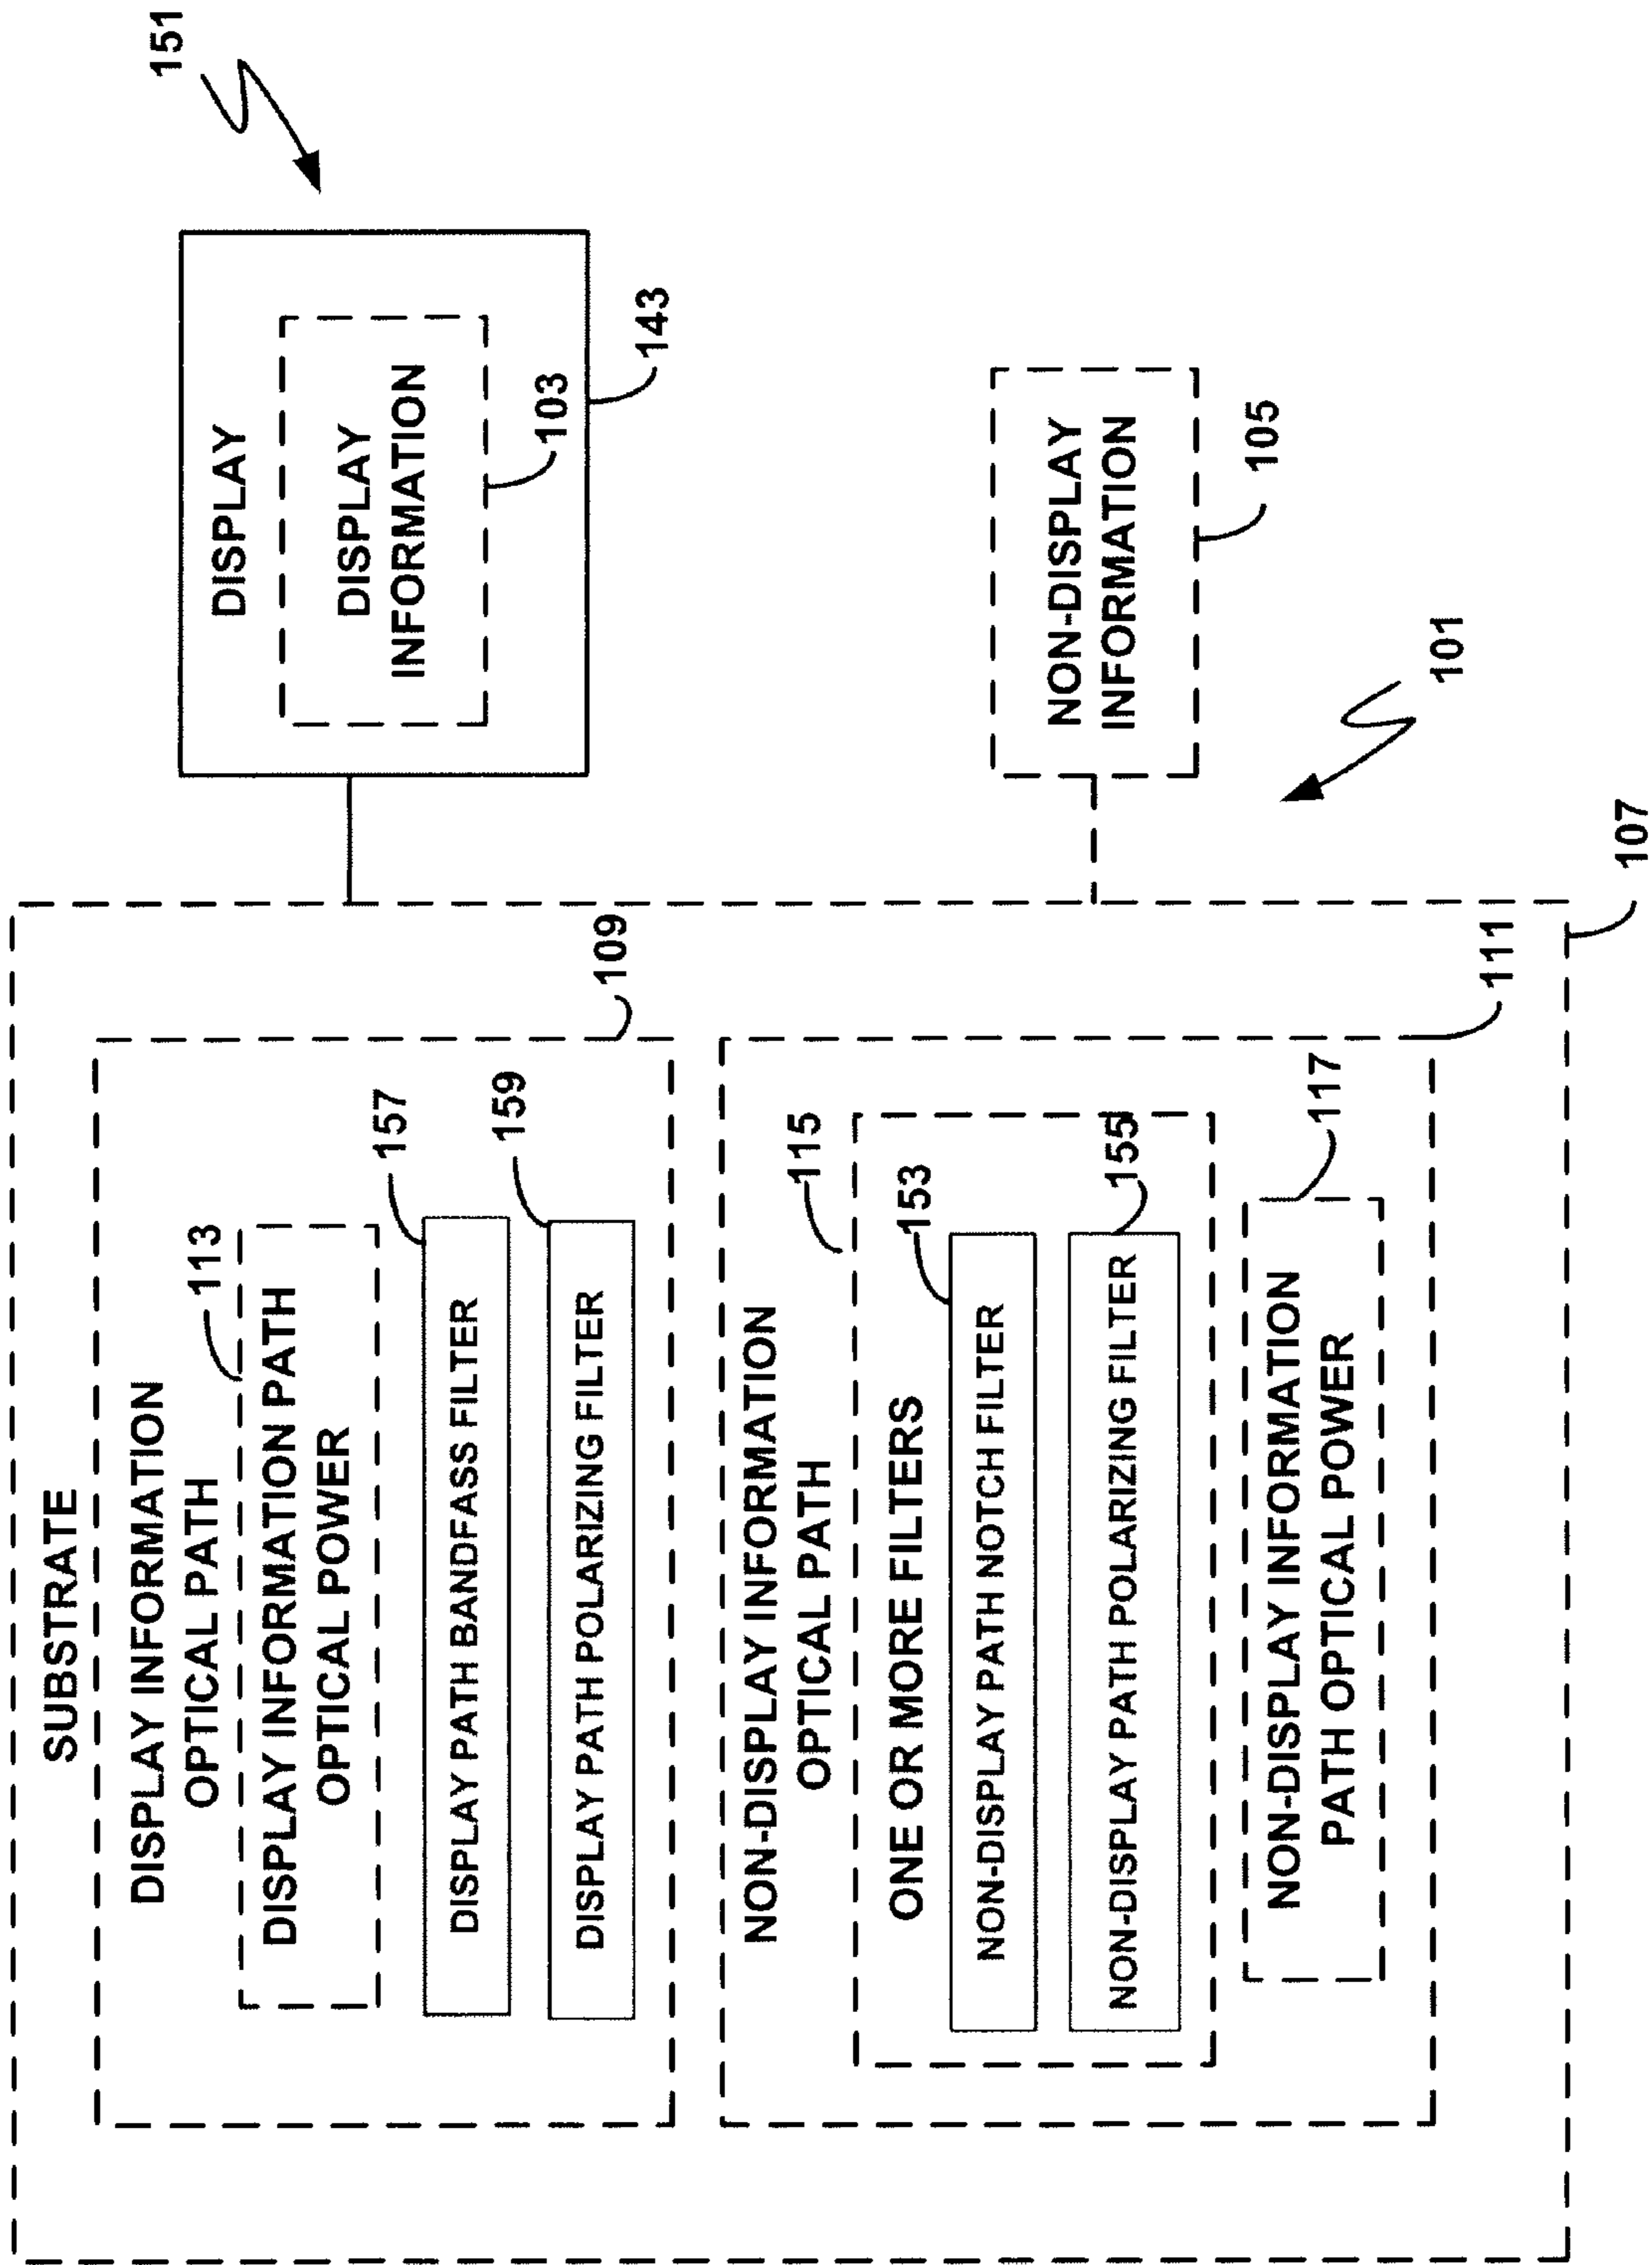 SUBSTRATE
DISPLAY INFORMATION
OPTICAL PATH
113
DISPLAY INFORMATION PATH
OPTICAL POWER
157
DISPLAY PATH BANDFASS FILTER
159
DISPLAY PATH POLARIZING FILTER
109
NON-DISPLAY INFORMATION
OPTICAL PATH
115
ONE OR MORE FILTERS
153
NON-DISPLAY PATH NOTCH FILTER
155
NON-DISPLAY PATH POLARIZING FILTER
117
NON-DISPLAY INFORMATION
PATH OPTICAL POWER
111
107
151
DISPLAY
DISPLAY
INFORMATION
103
143
NON-DISPLAY
INFORMATION
105
101